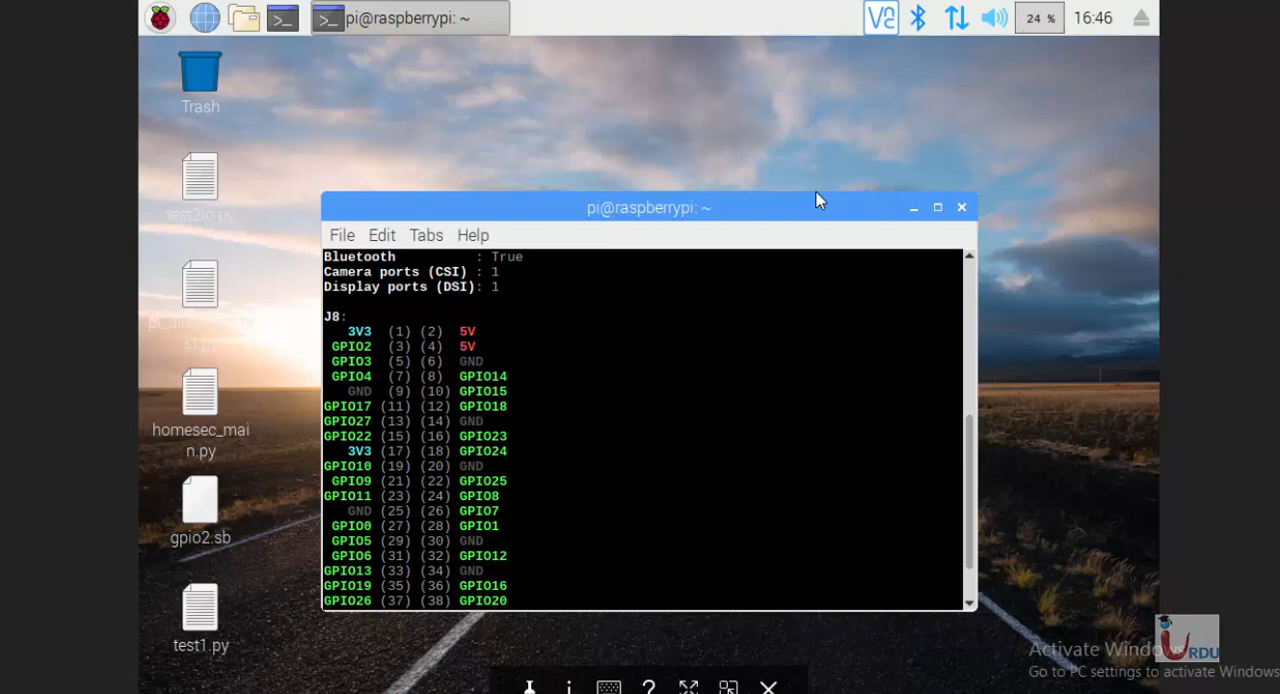 pi@raspberrypi: ~
24 %
16:46
Trash
test2io.py
homesec_mai
n.py
gpio2.sb
test1.py
pi@raspberrypi: ~
File Edit Tabs Help
Bluetooth : True
Camera ports (CSI) : 1
Display ports (DSI): 1
J8:
3V3 (1) (2) 5V
GPIO2 (3) (4) 5V
GPIO3 (5) (6) GND
GPIO4 (7) (8) GPIO14
GND (9) (10) GPIO15
GPIO17 (11) (12) GPIO18
GPIO27 (13) (14) GND
GPIO22 (15) (16) GPIO23
3V3 (17) (18) GPIO24
GPIO10 (19) (20) GND
GPIO9 (21) (22) GPIO25
GPIO11 (23) (24) GPIO8
GND (25) (26) GPIO7
GPIO0 (27) (28) GPIO1
GPIO5 (29) (30) GND
GPIO6 (31) (32) GPIO12
GPIO13 (33) (34) GND
GPIO19 (35) (36) GPIO16
GPIO26 (37) (38) GPIO20
URDU
Activate Windows
Go to PC settings to activate Windows